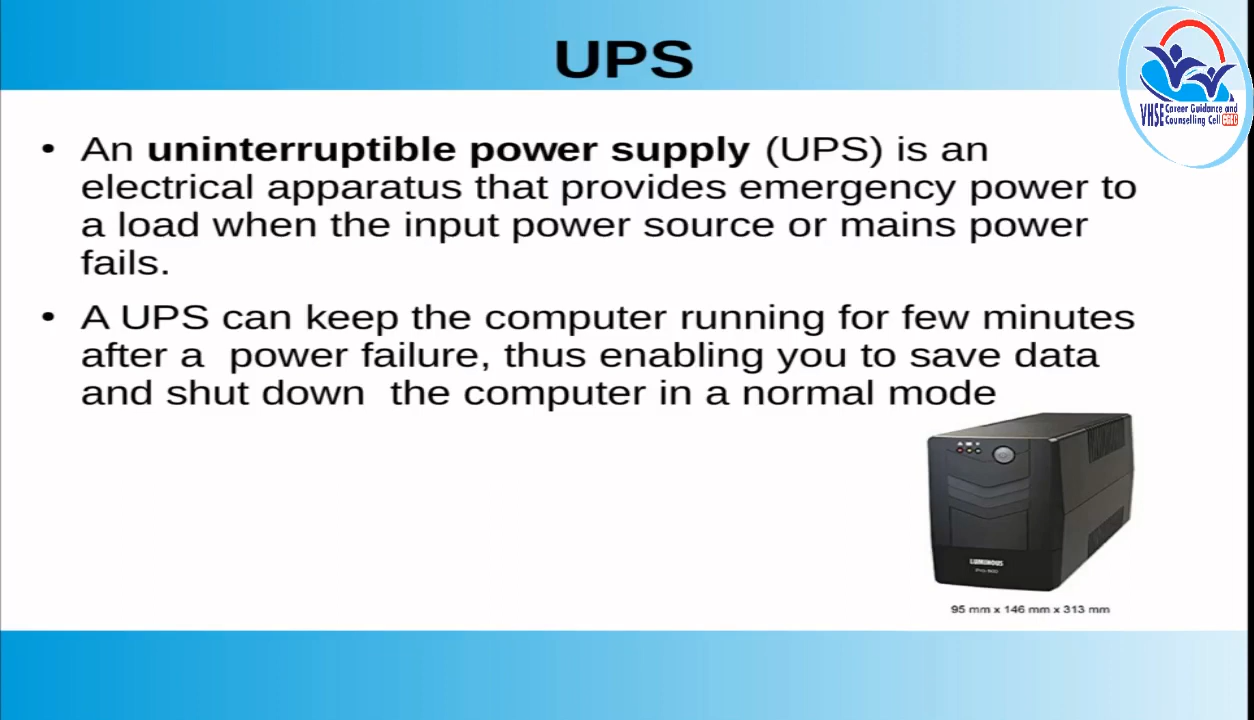 UPS
VHSE Career Guidance and
Counselling Cell CGCC
• An uninterruptible power supply (UPS) is an
electrical apparatus that provides emergency power to
a load when the input power source or mains power
fails.
• A UPS can keep the computer running for few minutes
after a power failure, thus enabling you to save data
and shut down the computer in a normal mode
LUMINOUS
95 mm x 146 mm x 313 mm